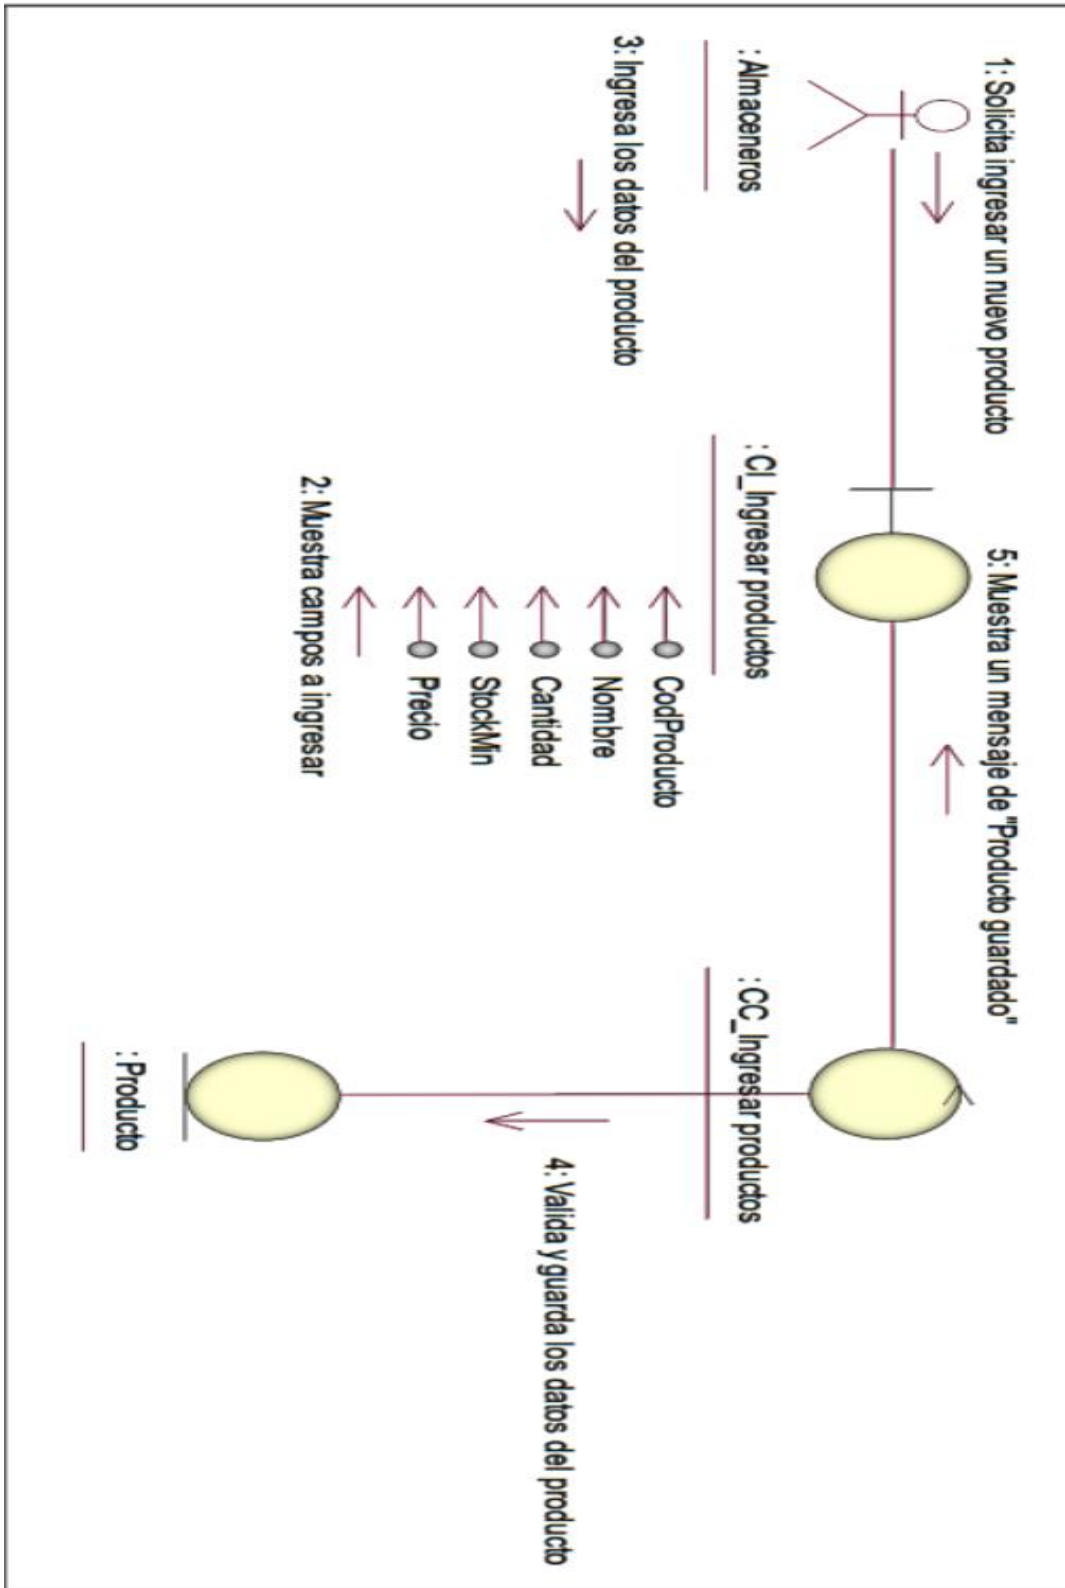 1: Solicita ingresar un nuevo producto
5: Muestra un mensaje de "Producto guardado"
: Almaceneros
: CI_Ingresar productos
: CC_Ingresar productos
3: Ingresa los datos del producto
CodProducto
Nombre
Cantidad
StockMin
Precio
2: Muestra campos a ingresar
4: Valida y guarda los datos del producto
: Producto